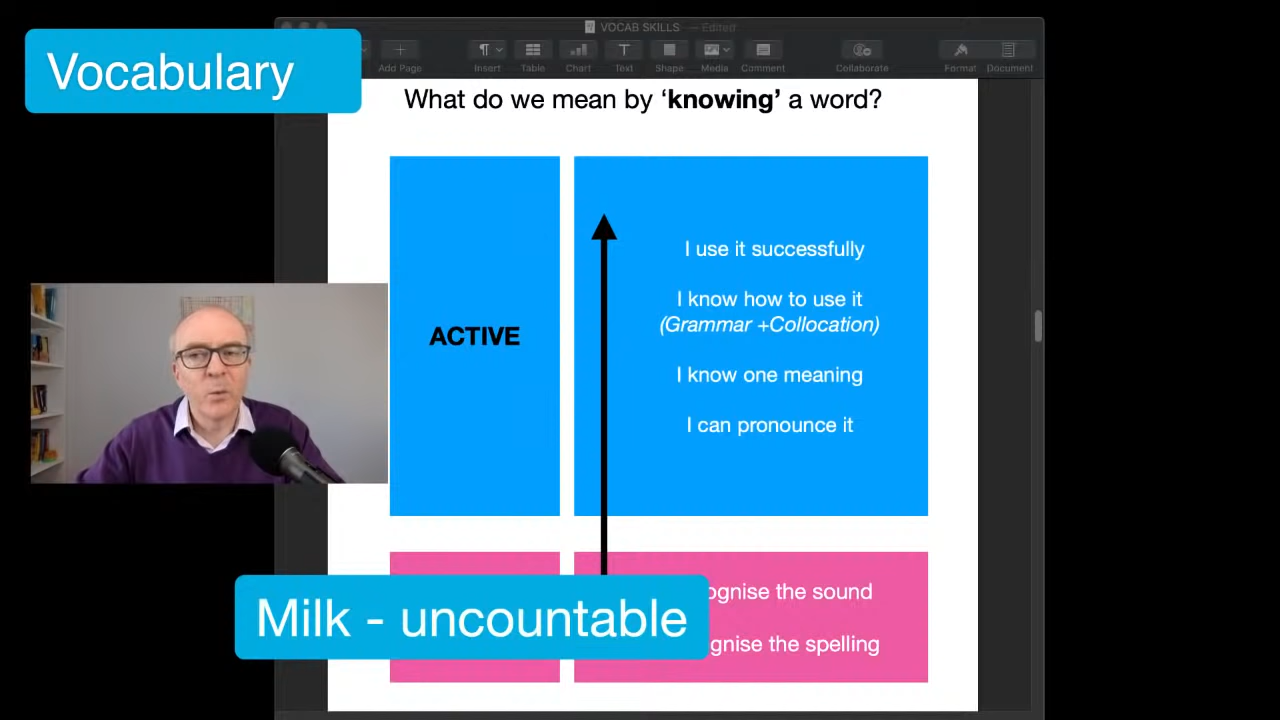 VOCAB SKILLS — Edited
Vocabulary
Add Page
Insert
Table
Chart
Text
Shape
Media
Comment
Collaborate
Format
Document
What do we mean by ‘knowing’ a word?
ACTIVE
I use it successfully
I know how to use it
(Grammar +Collocation)
I know one meaning
I can pronounce it
ognise the sound
gnise the spelling
Milk - uncountable